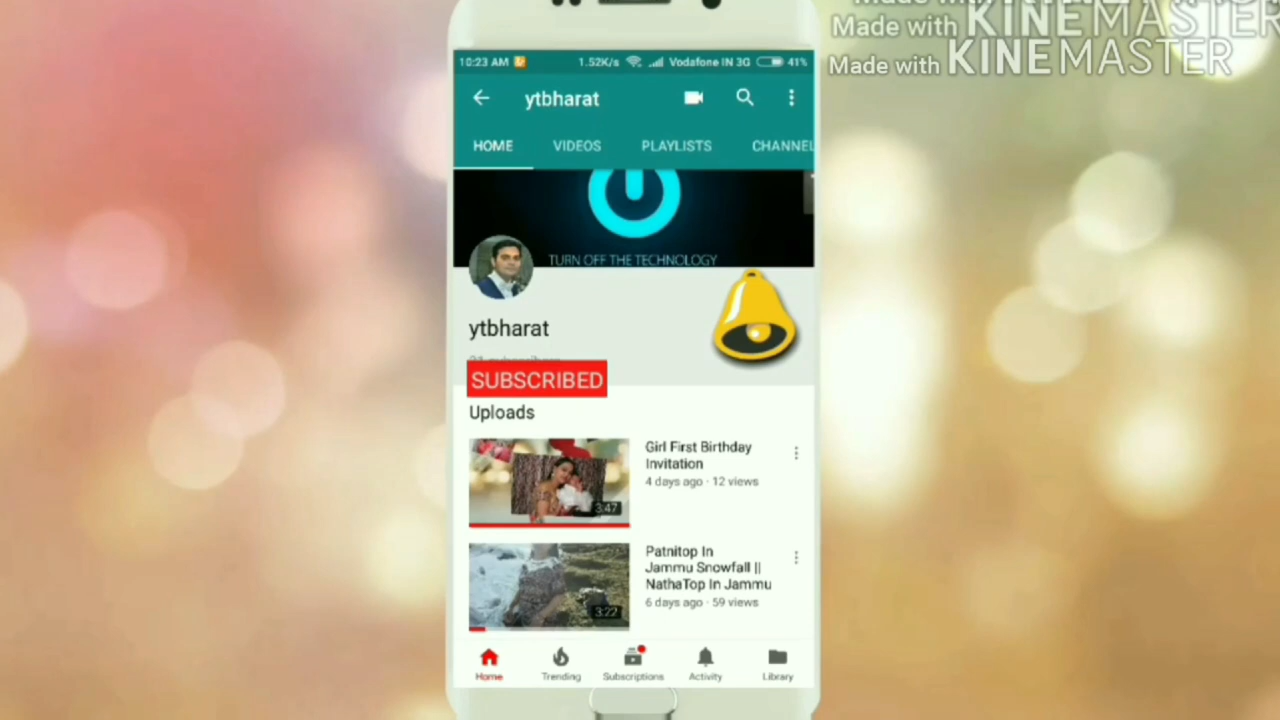 Made with KINEMASTER
Made with KINEMASTER
10:23 AM 1.52K/s Vodafone IN 3G 41%
ytbharat
HOME VIDEOS PLAYLISTS CHANNEL
TURN OFF THE TECHNOLOGY
ytbharat
SUBSCRIBED
Uploads
Girl First Birthday
Invitation
4 days ago · 12 views
3:47
Patnitop In
Jammu Snowfall ||
NathaTop In Jammu
6 days ago · 59 views
3:22
Home Trending Subscriptions Activity Library